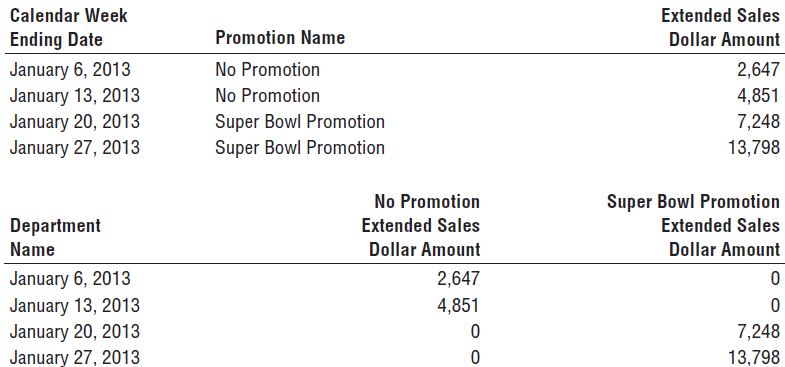 Calendar Week Extended Sales
Ending Date Promotion Name Dollar Amount
January 6, 2013 No Promotion 2,647
January 13, 2013 No Promotion 4,851
January 20, 2013 Super Bowl Promotion 7,248
January 27, 2013 Super Bowl Promotion 13,798
No Promotion Super Bowl Promotion
Department Extended Sales Extended Sales
Name Dollar Amount Dollar Amount
January 6, 2013 2,647 0
January 13, 2013 4,851 0
January 20, 2013 0 7,248
January 27, 2013 0 13,798